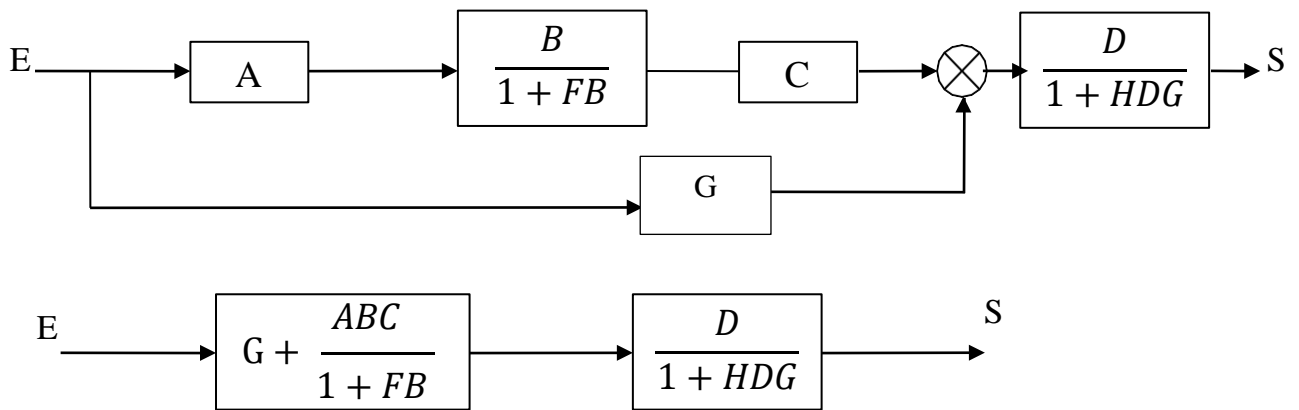 E A B/(1 + FB) C D/(1 + HDG) S
G
E G + ABC/(1 + FB) D/(1 + HDG) S